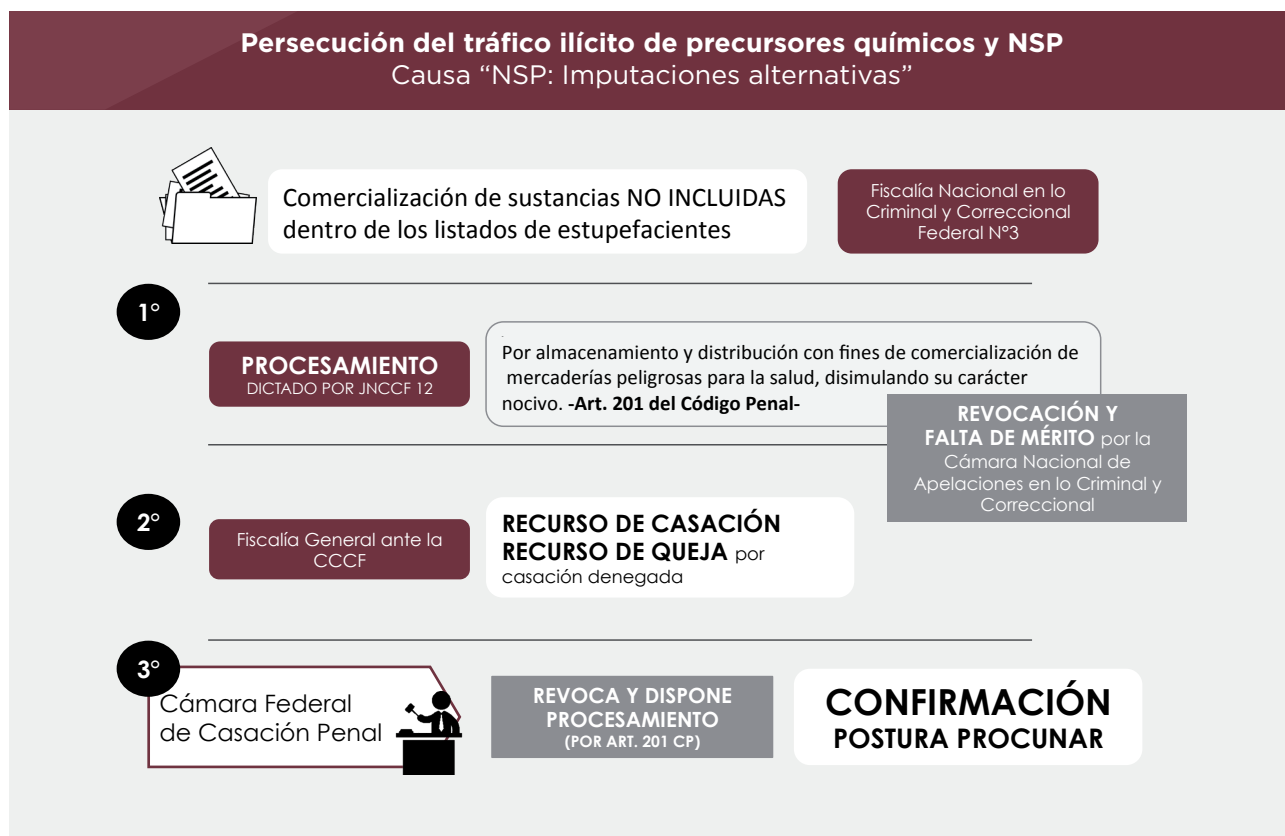 Persecución del tráfico ilícito de precursores químicos y NSP
Causa “NSP: Imputaciones alternativas”
Comercialización de sustancias NO INCLUIDAS
dentro de los listados de estupefacientes
Fiscalía Nacional en lo
Criminal y Correccional
Federal N°3
1°
PROCESAMIENTO
DICTADO POR JNCCF 12
Por almacenamiento y distribución con fines de comercialización de
mercaderías peligrosas para la salud, disimulando su carácter
nocivo. -Art. 201 del Código Penal-
REVOCACIÓN Y
FALTA DE MÉRITO por la
Cámara Nacional de
Apelaciones en lo Criminal y
Correccional
2°
Fiscalía General ante la
CCCF
RECURSO DE CASACIÓN
RECURSO DE QUEJA por
casación denegada
3°
Cámara Federal
de Casación Penal
REVOCA Y DISPONE
PROCESAMIENTO
(POR ART. 201 CP)
CONFIRMACIÓN
POSTURA PROCUNAR